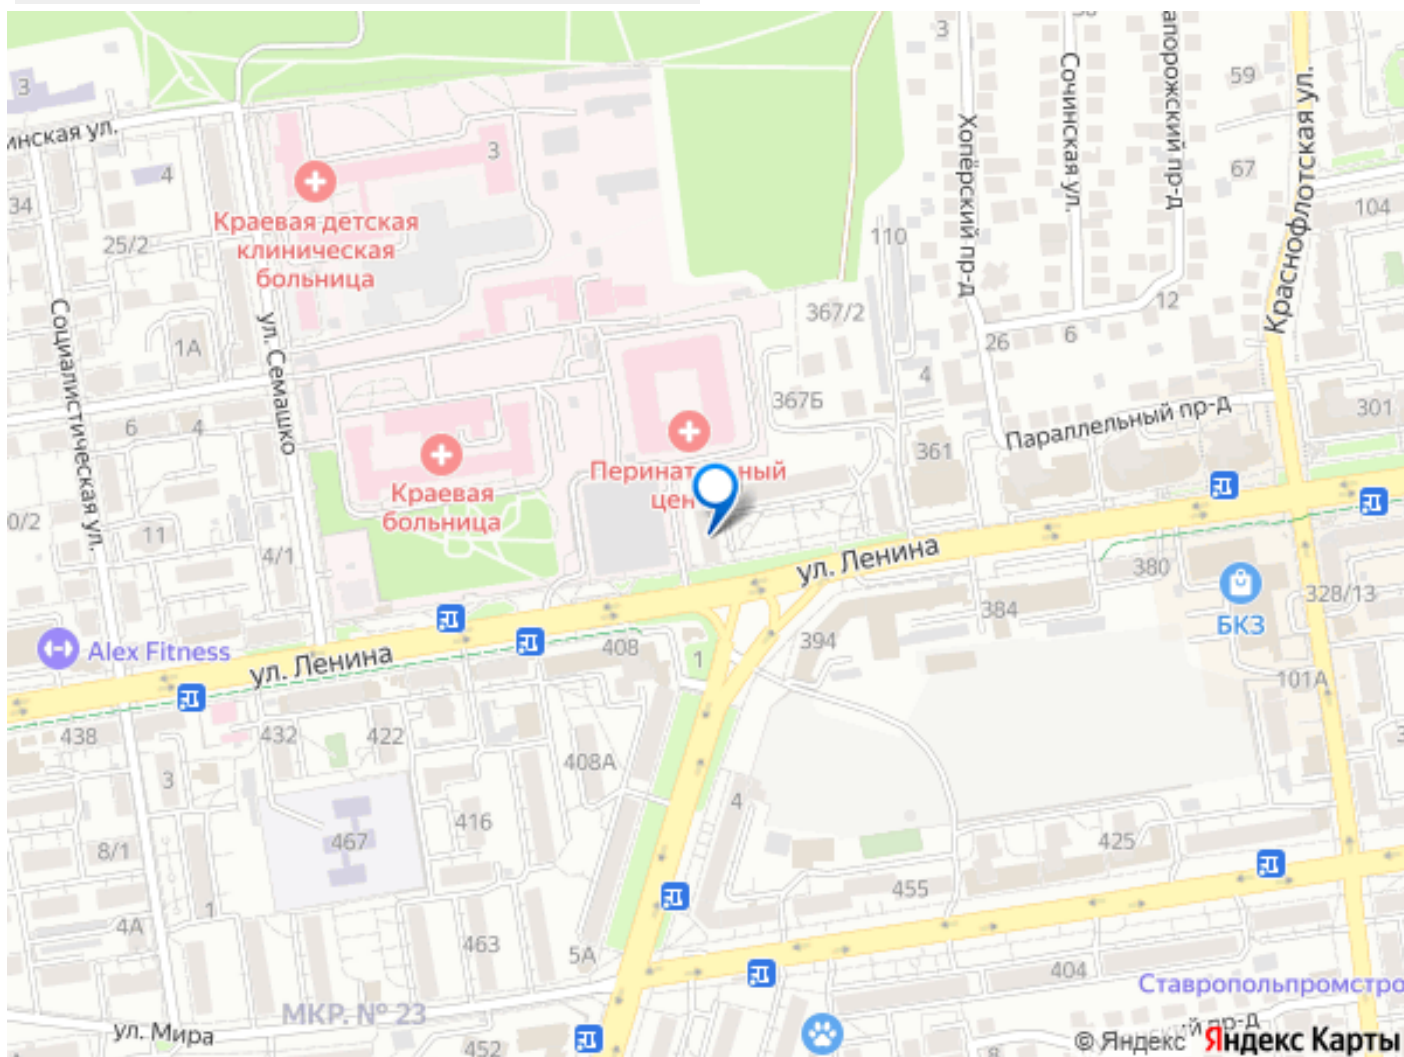 3
инская ул.
34
4
25/2
3
Краевая детская
клиническая
больница
ул. Семашко
Социалистическая ул.
1А
6
4
11
4/1
Краевая
больница
Перинат ный
цен
367/2
367Б
110
4
361
3
Хопёрский пр-д
Сочинская ул.
апорожский пр-д
59
67
Краснофлотская ул.
104
12
6
26
Параллельный пр-д
301
ул. Ленина
380
384
394
БКЗ
328/13
101А
Alex Fitness
ул. Ленина
408
1
438
432
422
408А
3
467
416
4
8/1
1
4А
463
5А
425
455
404
МКР. № 23
ул. Мира
452
8
Ставропольпромстро
© Яндекс
Яндекс Карты